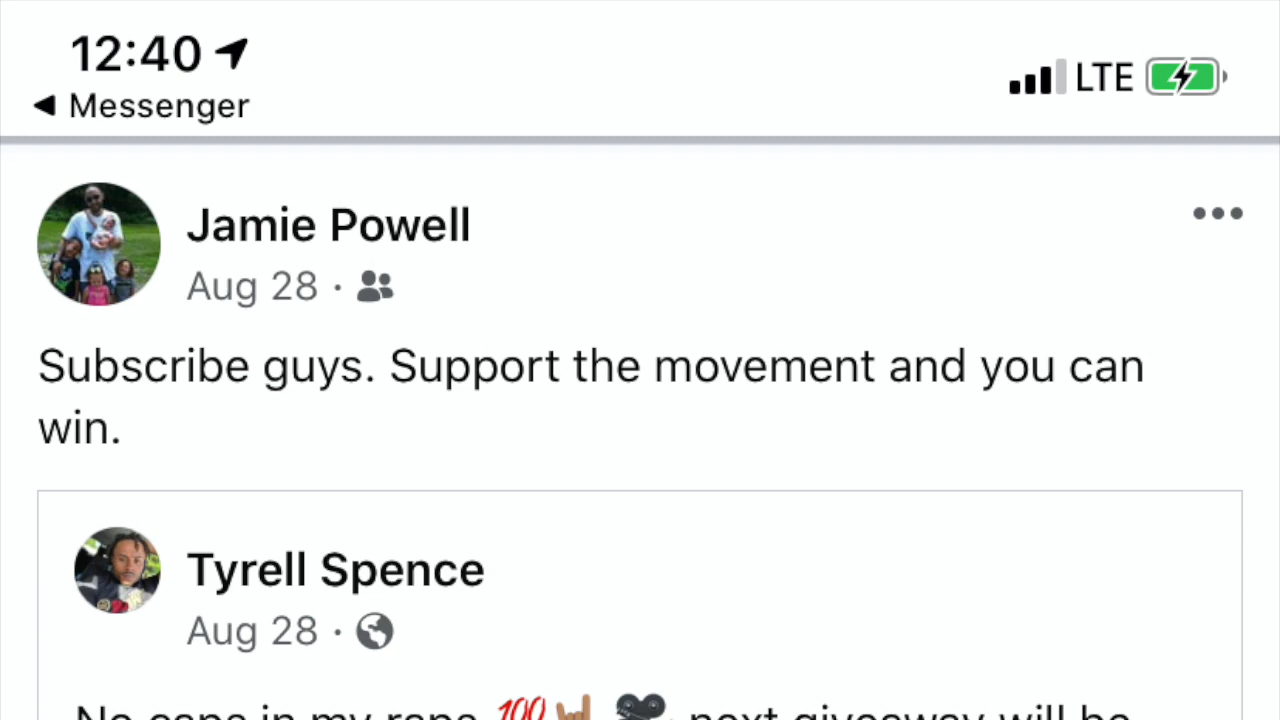 12:40
◀ Messenger
LTE
Jamie Powell
Aug 28 ·
Subscribe guys. Support the movement and you can
win.
Tyrell Spence
Aug 28 ·
No caps in my raps 💯🤘🏽 🎥 next giveaway will be